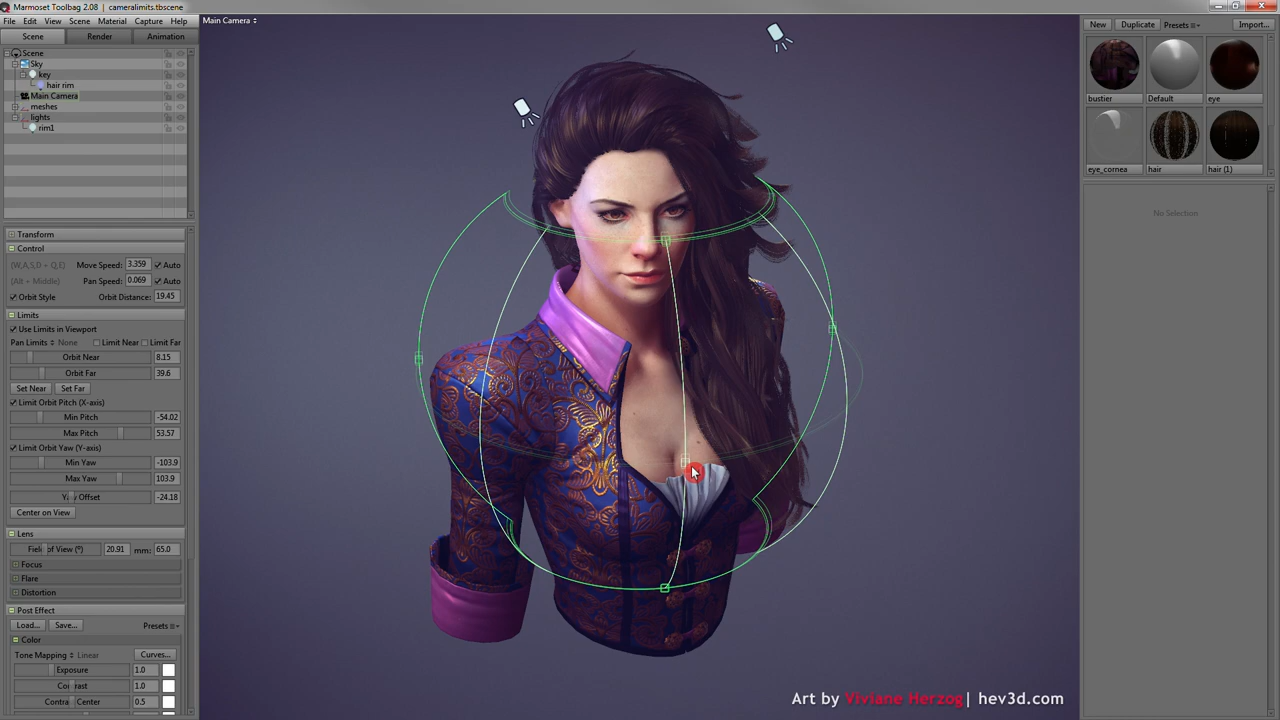 Marmoset Toolbag 2.08 | cameralimits.tbscene
File Edit View Scene Material Capture Help
Scene Render Animation
Scene
Sky
key
hair rim
Main Camera
meshes
lights
rim1
Transform
Control
(W,A,S,D + Q,E) Move Speed: 3.359 Auto
(Alt + Middle) Pan Speed: 0.069 Auto
Orbit Style Orbit Distance: 19.45
Limits
Use Limits in Viewport
Pan Limits None Limit Near Limit Far
Orbit Near 8.15
Orbit Far 39.6
Set Near Set Far
Limit Orbit Pitch (X-axis)
Min Pitch -54.02
Max Pitch 53.57
Limit Orbit Yaw (Y-axis)
Min Yaw -103.9
Max Yaw 103.9
Offset -24.18
Center on View
Lens
of View (º) 20.91 mm: 65.0
Focus
Flare
Distortion
Post Effect
Load... Save... Presets
Color
Tone Mapping Linear Curves...
Exposure 1.0
1.0
Center 0.5
Main Camera
New Duplicate Presets Import...
bustier Default eye
eye_cornea hair hair (1)
No Selection
Art by Viviane Herzog | hev3d.com